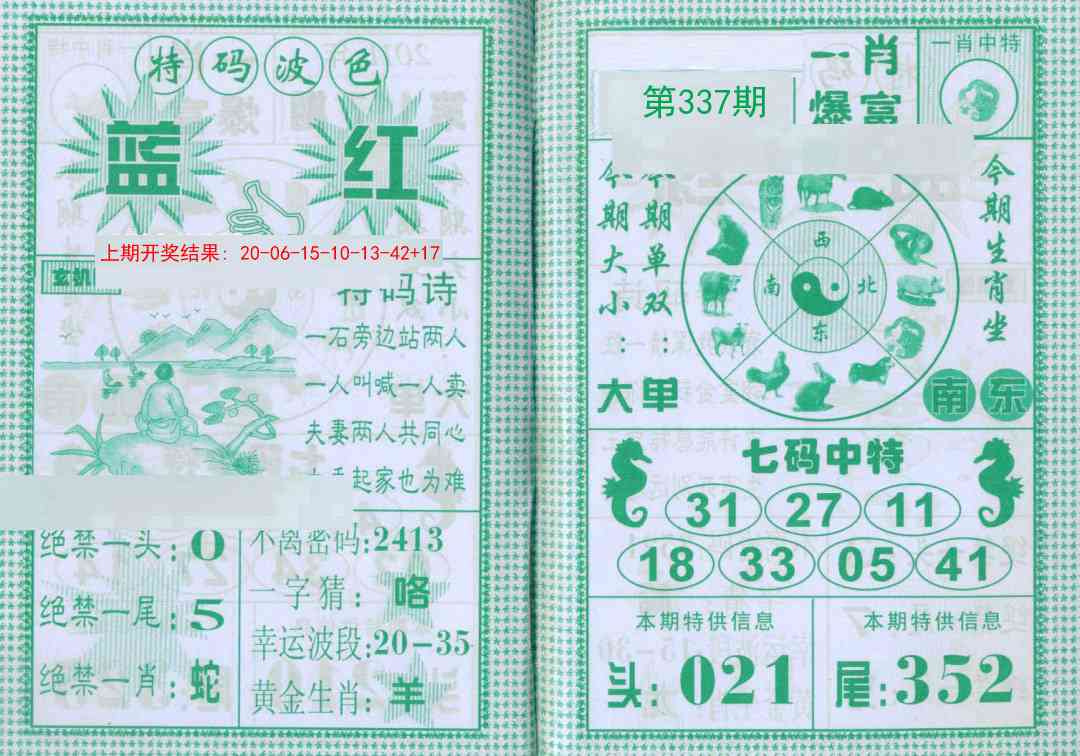 特码波色
蓝 红
上期开奖结果：20-06-15-10-13-42+17
特码诗
一石旁边站两人
一人叫喊一人卖
夫妻两人共同心
起家也为难
绝禁一头：0
绝禁一尾：5
绝禁一肖：蛇
不离密码：2413
一字猜：咯
幸运波段：20-35
黄金生肖：羊
第337期
一肖
爆富
一肖中特
本期大小：
大
本期单双：
单
西
南 北
东
今期生肖坐
南 东
七码中特
31 27 11
18 33 05 41
本期特供信息
头：021
本期特供信息
尾：352